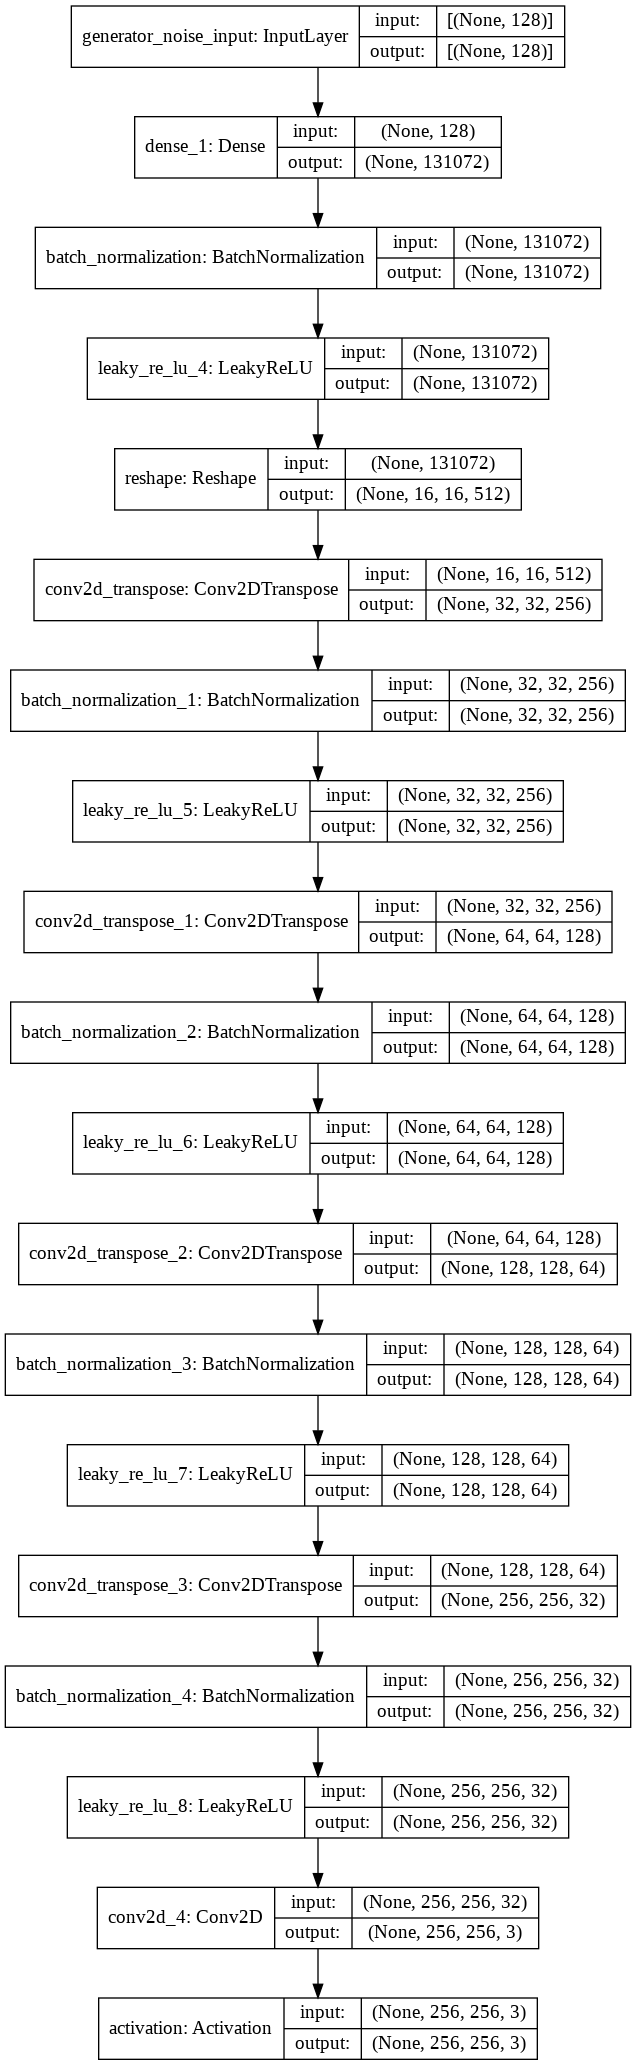 generator_noise_input: InputLayer
input: [(None, 128)]
output: [(None, 128)]
dense_1: Dense
input: (None, 128)
output: (None, 131072)
batch_normalization: BatchNormalization
input: (None, 131072)
output: (None, 131072)
leaky_re_lu_4: LeakyReLU
input: (None, 131072)
output: (None, 131072)
reshape: Reshape
input: (None, 131072)
output: (None, 16, 16, 512)
conv2d_transpose: Conv2DTranspose
input: (None, 16, 16, 512)
output: (None, 32, 32, 256)
batch_normalization_1: BatchNormalization
input: (None, 32, 32, 256)
output: (None, 32, 32, 256)
leaky_re_lu_5: LeakyReLU
input: (None, 32, 32, 256)
output: (None, 32, 32, 256)
conv2d_transpose_1: Conv2DTranspose
input: (None, 32, 32, 256)
output: (None, 64, 64, 128)
batch_normalization_2: BatchNormalization
input: (None, 64, 64, 128)
output: (None, 64, 64, 128)
leaky_re_lu_6: LeakyReLU
input: (None, 64, 64, 128)
output: (None, 64, 64, 128)
conv2d_transpose_2: Conv2DTranspose
input: (None, 64, 64, 128)
output: (None, 128, 128, 64)
batch_normalization_3: BatchNormalization
input: (None, 128, 128, 64)
output: (None, 128, 128, 64)
leaky_re_lu_7: LeakyReLU
input: (None, 128, 128, 64)
output: (None, 128, 128, 64)
conv2d_transpose_3: Conv2DTranspose
input: (None, 128, 128, 64)
output: (None, 256, 256, 32)
batch_normalization_4: BatchNormalization
input: (None, 256, 256, 32)
output: (None, 256, 256, 32)
leaky_re_lu_8: LeakyReLU
input: (None, 256, 256, 32)
output: (None, 256, 256, 32)
conv2d_4: Conv2D
input: (None, 256, 256, 32)
output: (None, 256, 256, 3)
activation: Activation
input: (None, 256, 256, 3)
output: (None, 256, 256, 3)